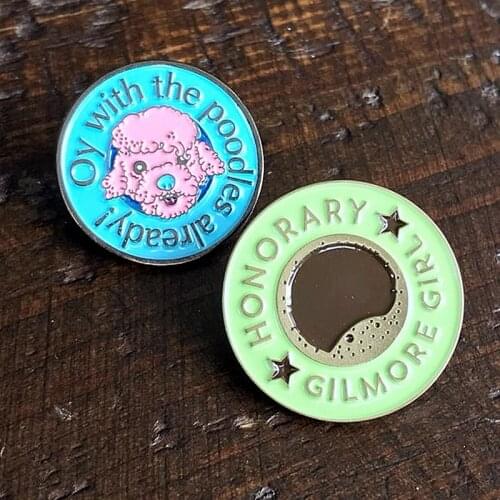 Oy with the poodles already!
HONORARY
GILMORE GIRL